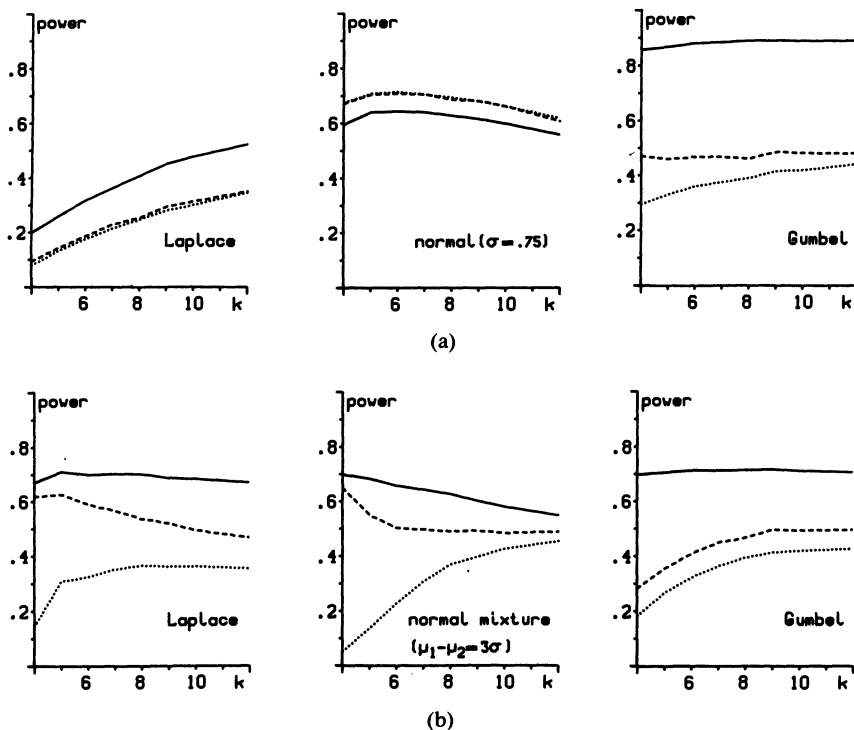 power
power
power
.8
.8
.8
.6
.6
.6
.4
.4
.4
.2
.2
.2
Laplace
normal(σ=.75)
Gumbel
6 8 10 k
6 8 10 k
6 8 10 k
(a)
power
power
power
.8
.8
.8
.6
.6
.6
.4
.4
.4
.2
.2
.2
Laplace
normal mixture
(μ1-μ2=3σ)
Gumbel
6 8 10 k
6 8 10 k
6 8 10 k
(b)